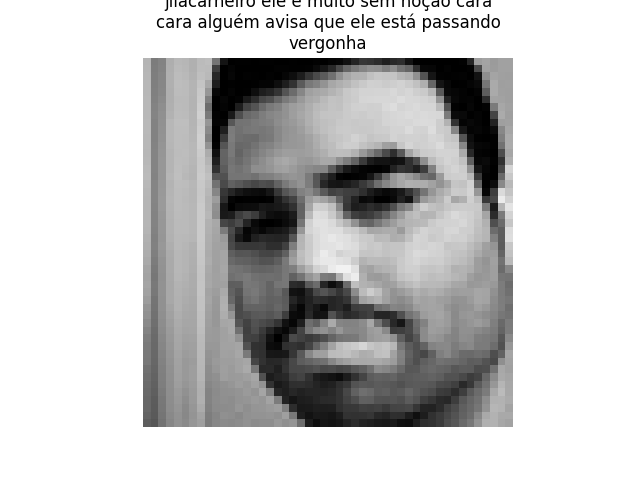 jilacarneiro ele é muito sem noção cara
cara alguém avisa que ele está passando
vergonha